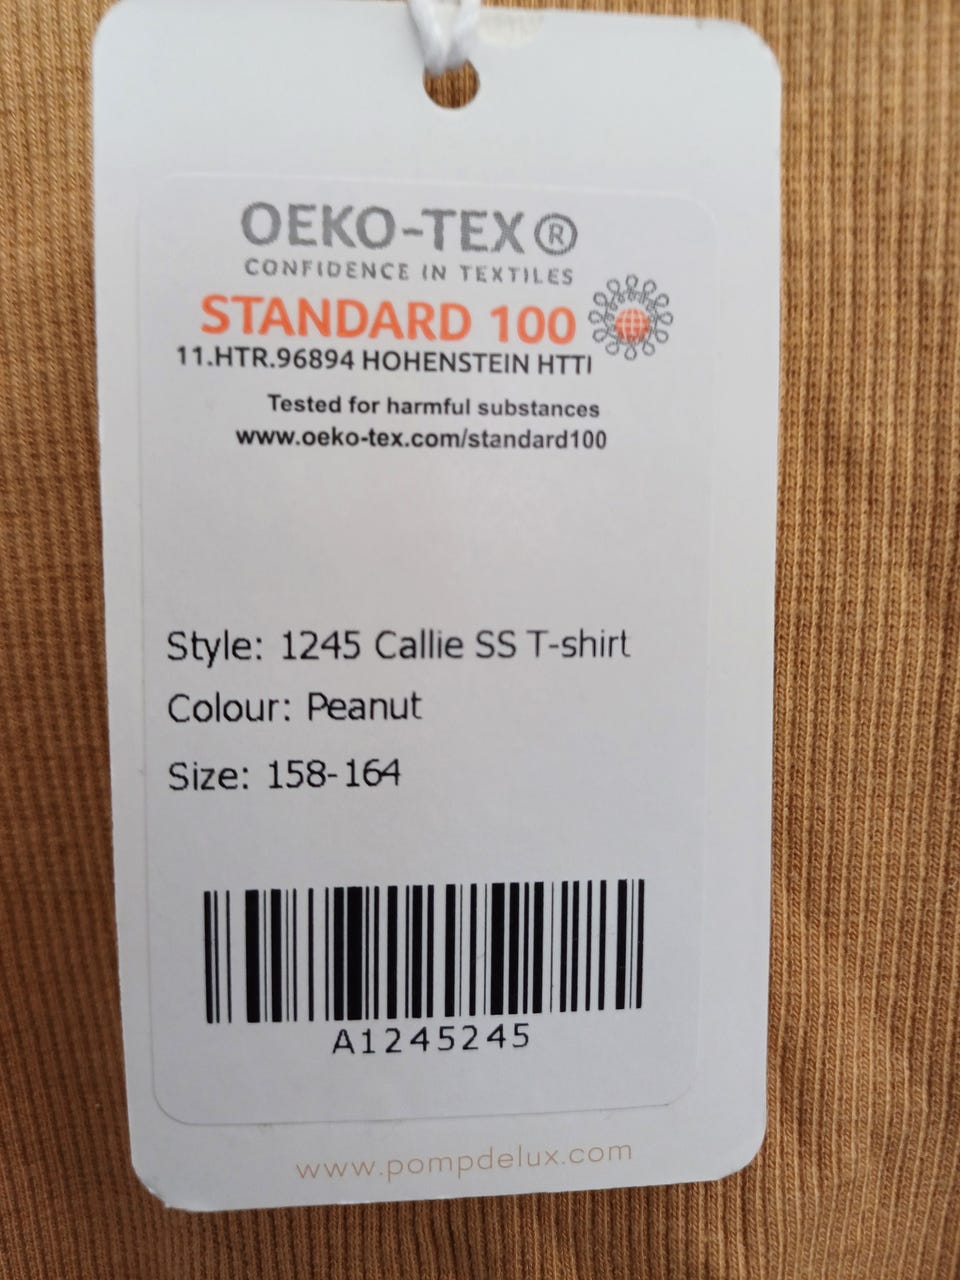 OEKO-TEX®
CONFIDENCE IN TEXTILES
STANDARD 100
11.HTR.96894 HOHENSTEIN HTTI
Tested for harmful substances
www.oeko-tex.com/standard100
Style: 1245 Callie SS T-shirt
Colour: Peanut
Size: 158-164
A1245245
www.pompdelux.com